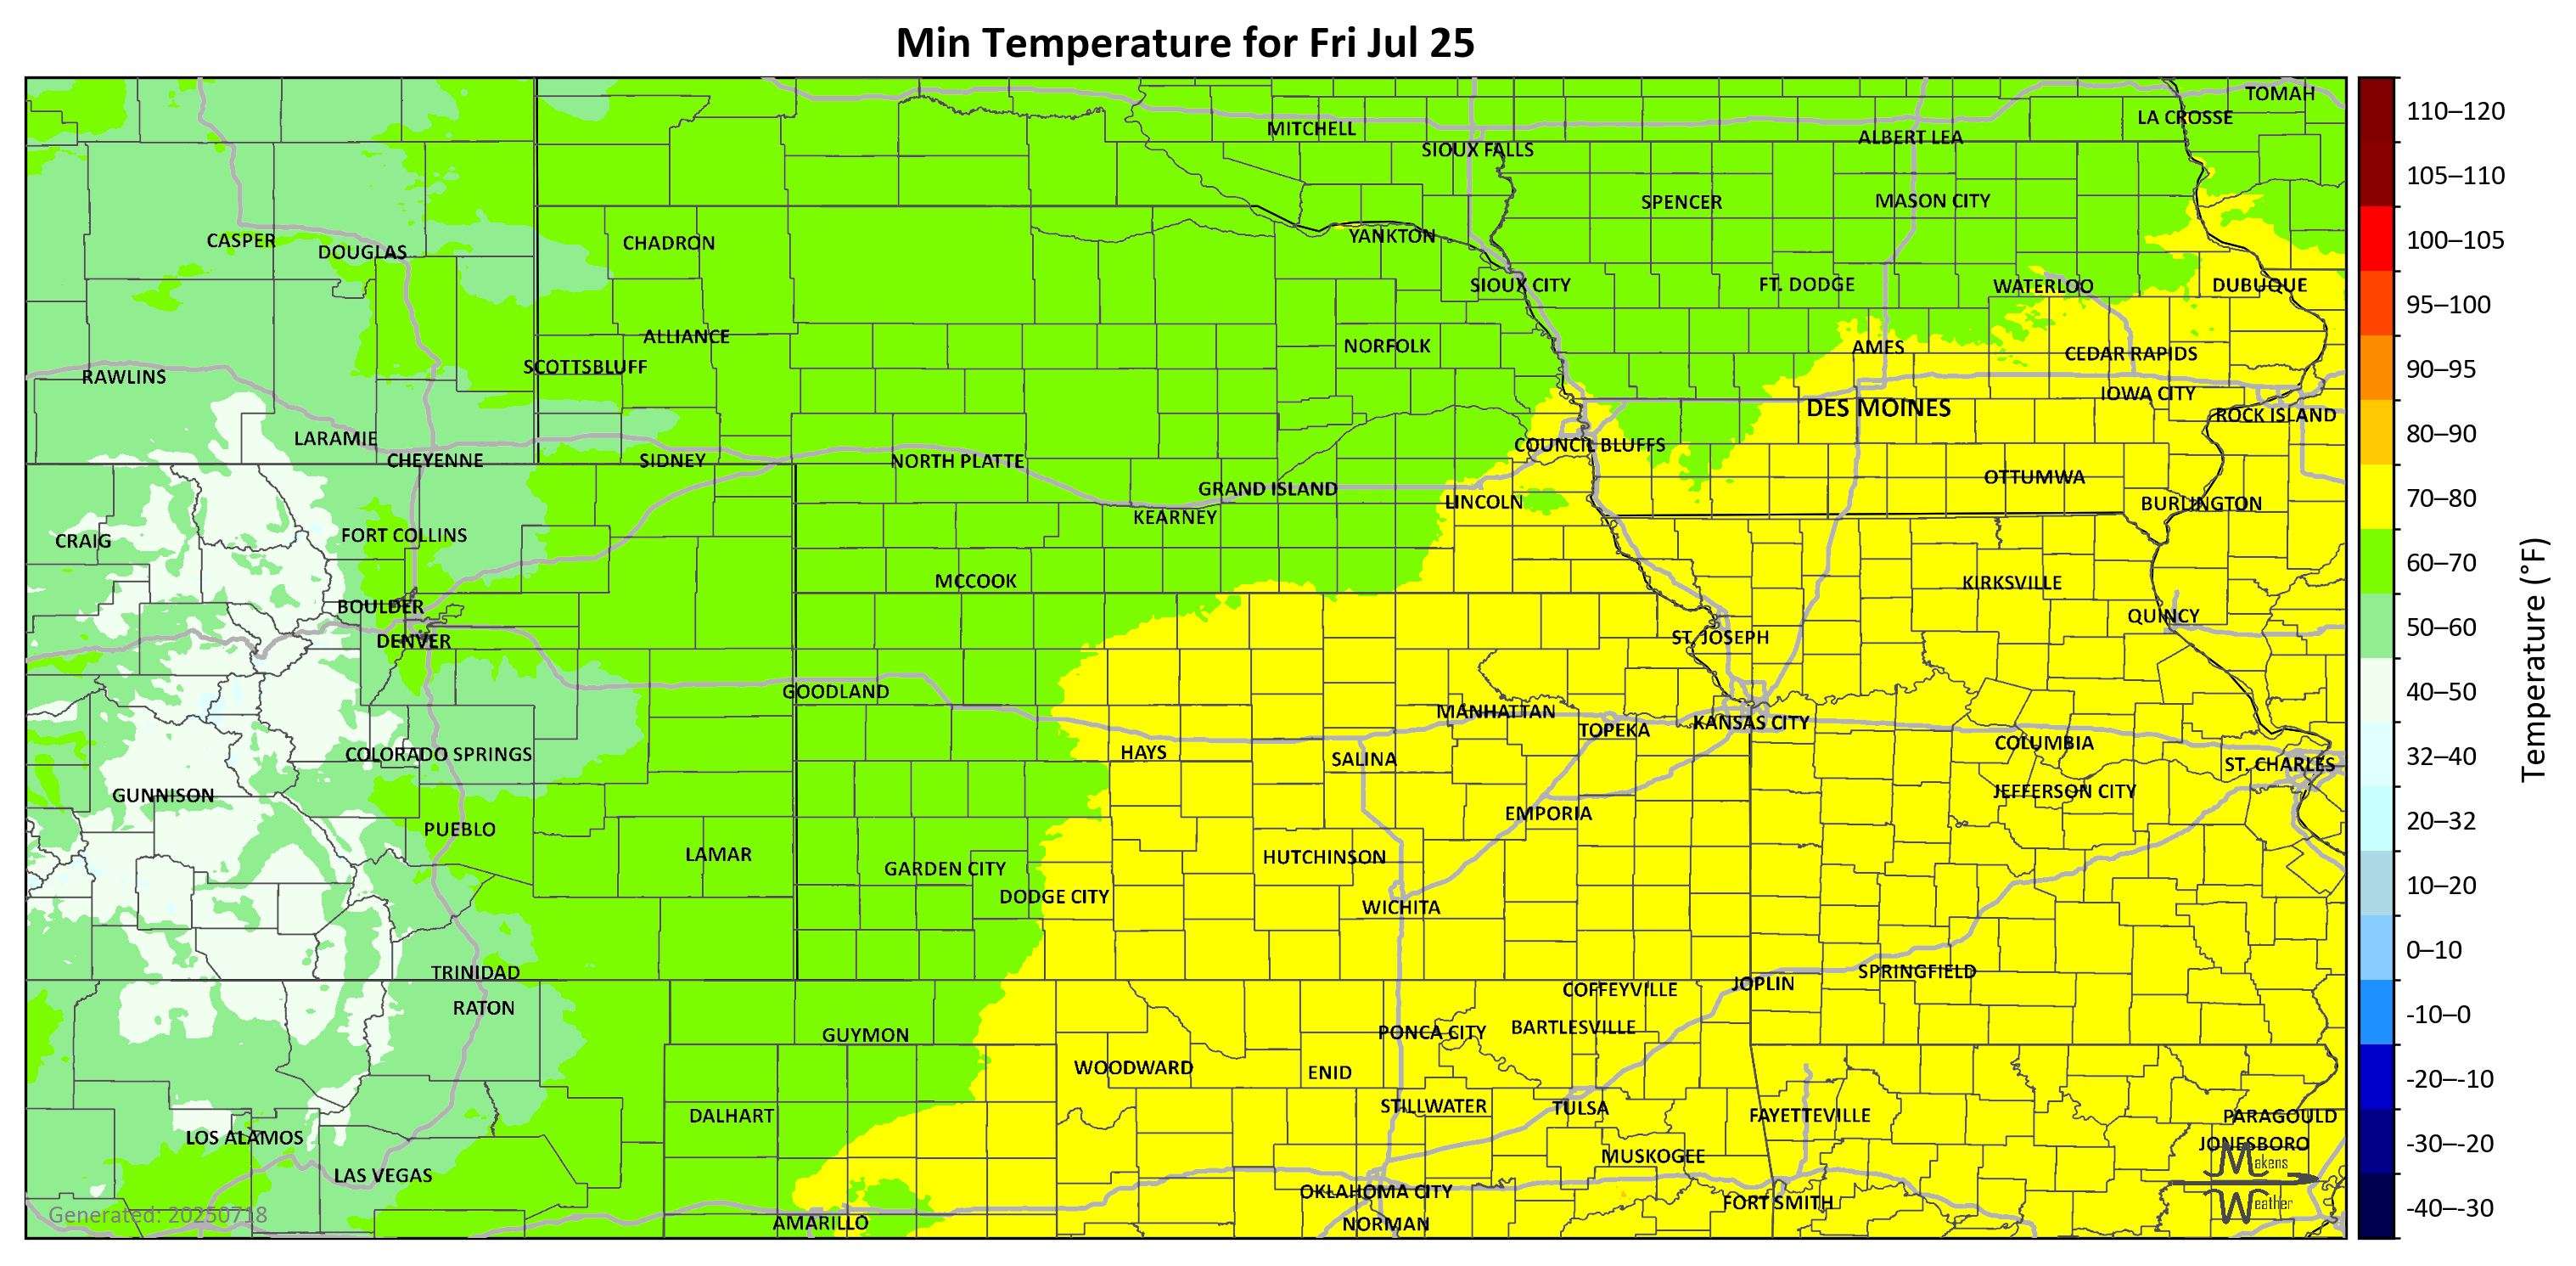 Min Temperature for Fri Jul 25
TOMAH
LA CROSSE
MITCHELL
ALBERT LEA
SIOUX FALLS
SPENCER
MASON CITY
CASPER
DOUGLAS
CHADRON
YANKTON
SIOUX CITY
FT. DODGE
WATERLOO
DUBUQUE
ALLIANCE
NORFOLK
AMES
CEDAR RAPIDS
SCOTTSBLUFF
RAWLINS
IOWA CITY
DES MOINES
ROCK ISLAND
LARAMIE
COUNCIL BLUFFS
CHEYENNE
SIDNEY
NORTH PLATTE
OTTUMWA
GRAND ISLAND
LINCOLN
BURLINGTON
KEARNEY
CRAIG
FORT COLLINS
MCCOOK
KIRKSVILLE
BOULDER
QUINCY
DENVER
ST. JOSEPH
GOODLAND
MANHATTAN
TOPEKA
KANSAS CITY
COLORADO SPRINGS
HAYS
SALINA
COLUMBIA
ST. CHARLES
GUNNISON
JEFFERSON CITY
EMPORIA
PUEBLO
LAMAR
HUTCHINSON
GARDEN CITY
DODGE CITY
WICHITA
TRINIDAD
SPRINGFIELD
JOPLIN
COFFEYVILLE
RATON
GUYMON
PONCA CITY
BARTLESVILLE
WOODWARD
ENID
STILLWATER
TULSA
DALHART
FAYETTEVILLE
PARAGOULD
LOS ALAMOS
JONESBORO
MUSKOGEE
LAS VEGAS
OKLAHOMA CITY
FORT SMITH
AMARILLO
NORMAN
Makens
Weather
Generated: 20250718
110–120
105–110
100–105
95–100
90–95
80–90
70–80
60–70
50–60
40–50
32–40
20–32
10–20
0–10
-10–0
-20–-10
-30–-20
-40–-30
Temperature (°F)